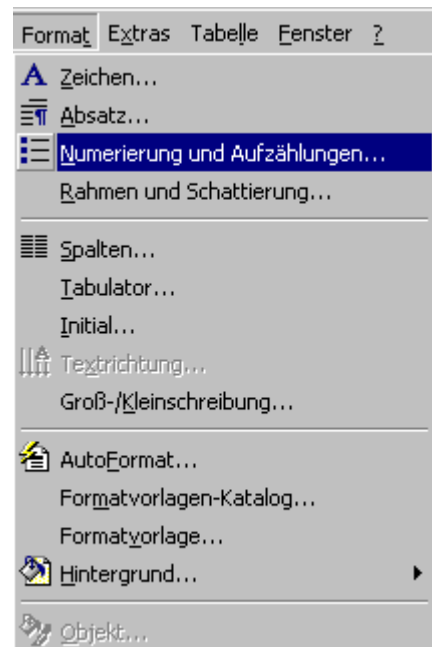 Format Extras Tabelle Fenster ?
Zeichen...
Absatz...
Numerierung und Aufzählungen...
Rahmen und Schattierung...
Spalten...
Tabulator...
Initial...
Textrichtung...
Groß-/Kleinschreibung...
AutoFormat...
Formatvorlagen-Katalog...
Formatvorlage...
Hintergrund...
Objekt...